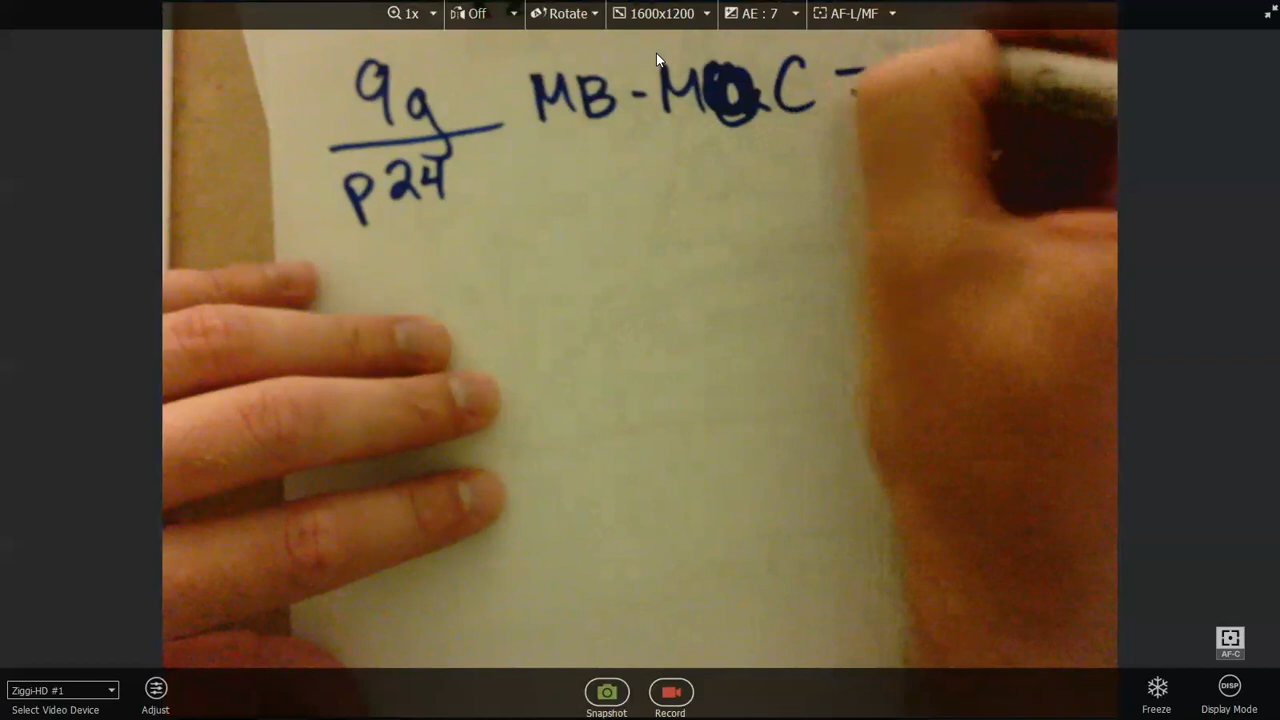 1x Off Rotate 1600x1200 AE : 7 AF-L/MF
9a MB - M C =
p24
AF-C
Ziggi-HD #1
Select Video Device Adjust Snapshot Record Freeze DISP Display Mode